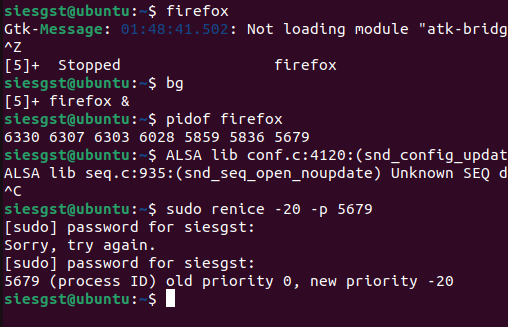 siesgst@ubuntu:~$ firefox
Gtk-Message: 01:48:41.502: Not loading module "atk-bridg
^Z
[5]+  Stopped                 firefox
siesgst@ubuntu:~$ bg
[5]+ firefox &
siesgst@ubuntu:~$ pidof firefox
6330 6307 6303 6028 5859 5836 5679
siesgst@ubuntu:~$ ALSA lib conf.c:4120:(snd_config_updat
ALSA lib seq.c:935:(snd_seq_open_noupdate) Unknown SEQ d
^C
siesgst@ubuntu:~$ sudo renice -20 -p 5679
[sudo] password for siesgst:
Sorry, try again.
[sudo] password for siesgst:
5679 (process ID) old priority 0, new priority -20
siesgst@ubuntu:~$